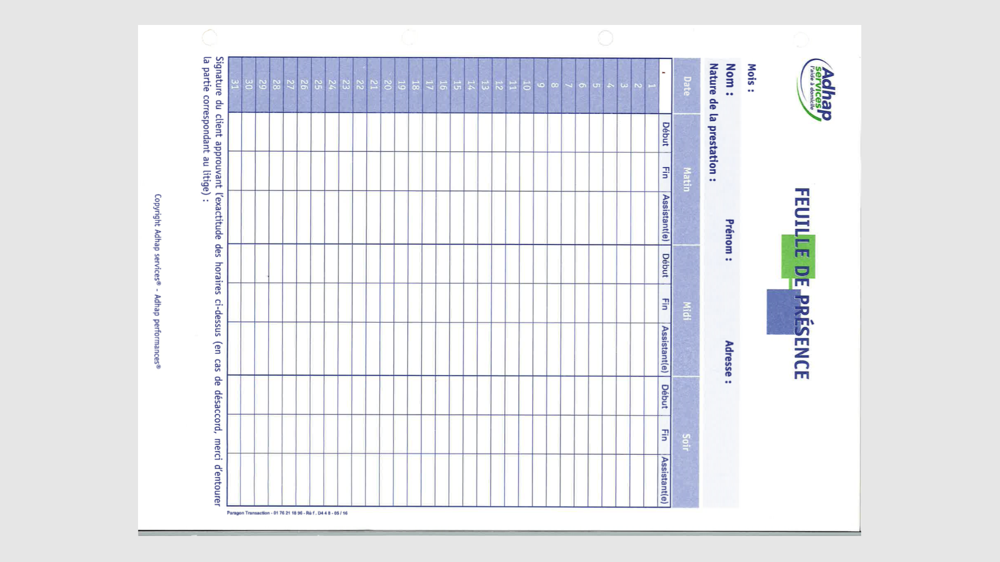 Adhap
services
l'aide à domicile
FEUILLE DE PRÉSENCE
Mois :
Nom : Prénom : Adresse :
Nature de la prestation :
Date Matin Midi Soir
Début Fin Assistant(e) Début Fin Assistant(e) Début Fin Assistant(e)
1
2
3
4
5
6
7
8
9
10
11
12
13
14
15
16
17
18
19
20
21
22
23
24
25
26
27
28
29
30
31
Signature du client approuvant l'exactitude des horaires ci-dessus (en cas de désaccord, merci d'entourer
la partie correspondant au litige) :
Paragon Transaction - 01 76 21 18 96 - Réf. D4 4 8 - 05 / 16
Copyright Adhap services® - Adhap performances®